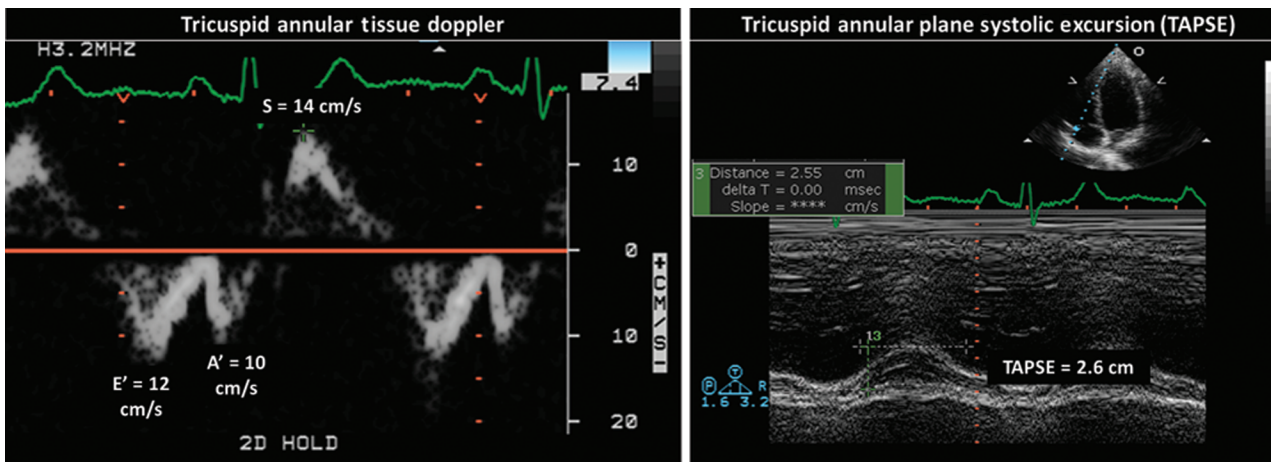 Tricuspid annular tissue doppler
H3.2MHZ
7.4
S = 14 cm/s
10
0
+CM/S-
10
E’ = 12
cm/s
A’ = 10
cm/s
20
2D HOLD
Tricuspid annular plane systolic excursion (TAPSE)
3 Distance = 2.55 cm
delta T = 0.00 msec
Slope = **** cm/s
13
TAPSE = 2.6 cm
P T R
1.6 3.2